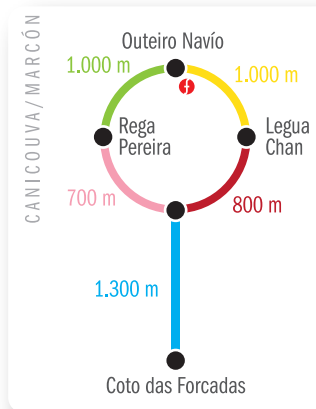 CANICOUVA/MARCÓN
Outeiro Navío
1.000 m
1.000 m
Rega
Pereira
Legua
Chan
700 m
800 m
1.300 m
Coto das Forcadas